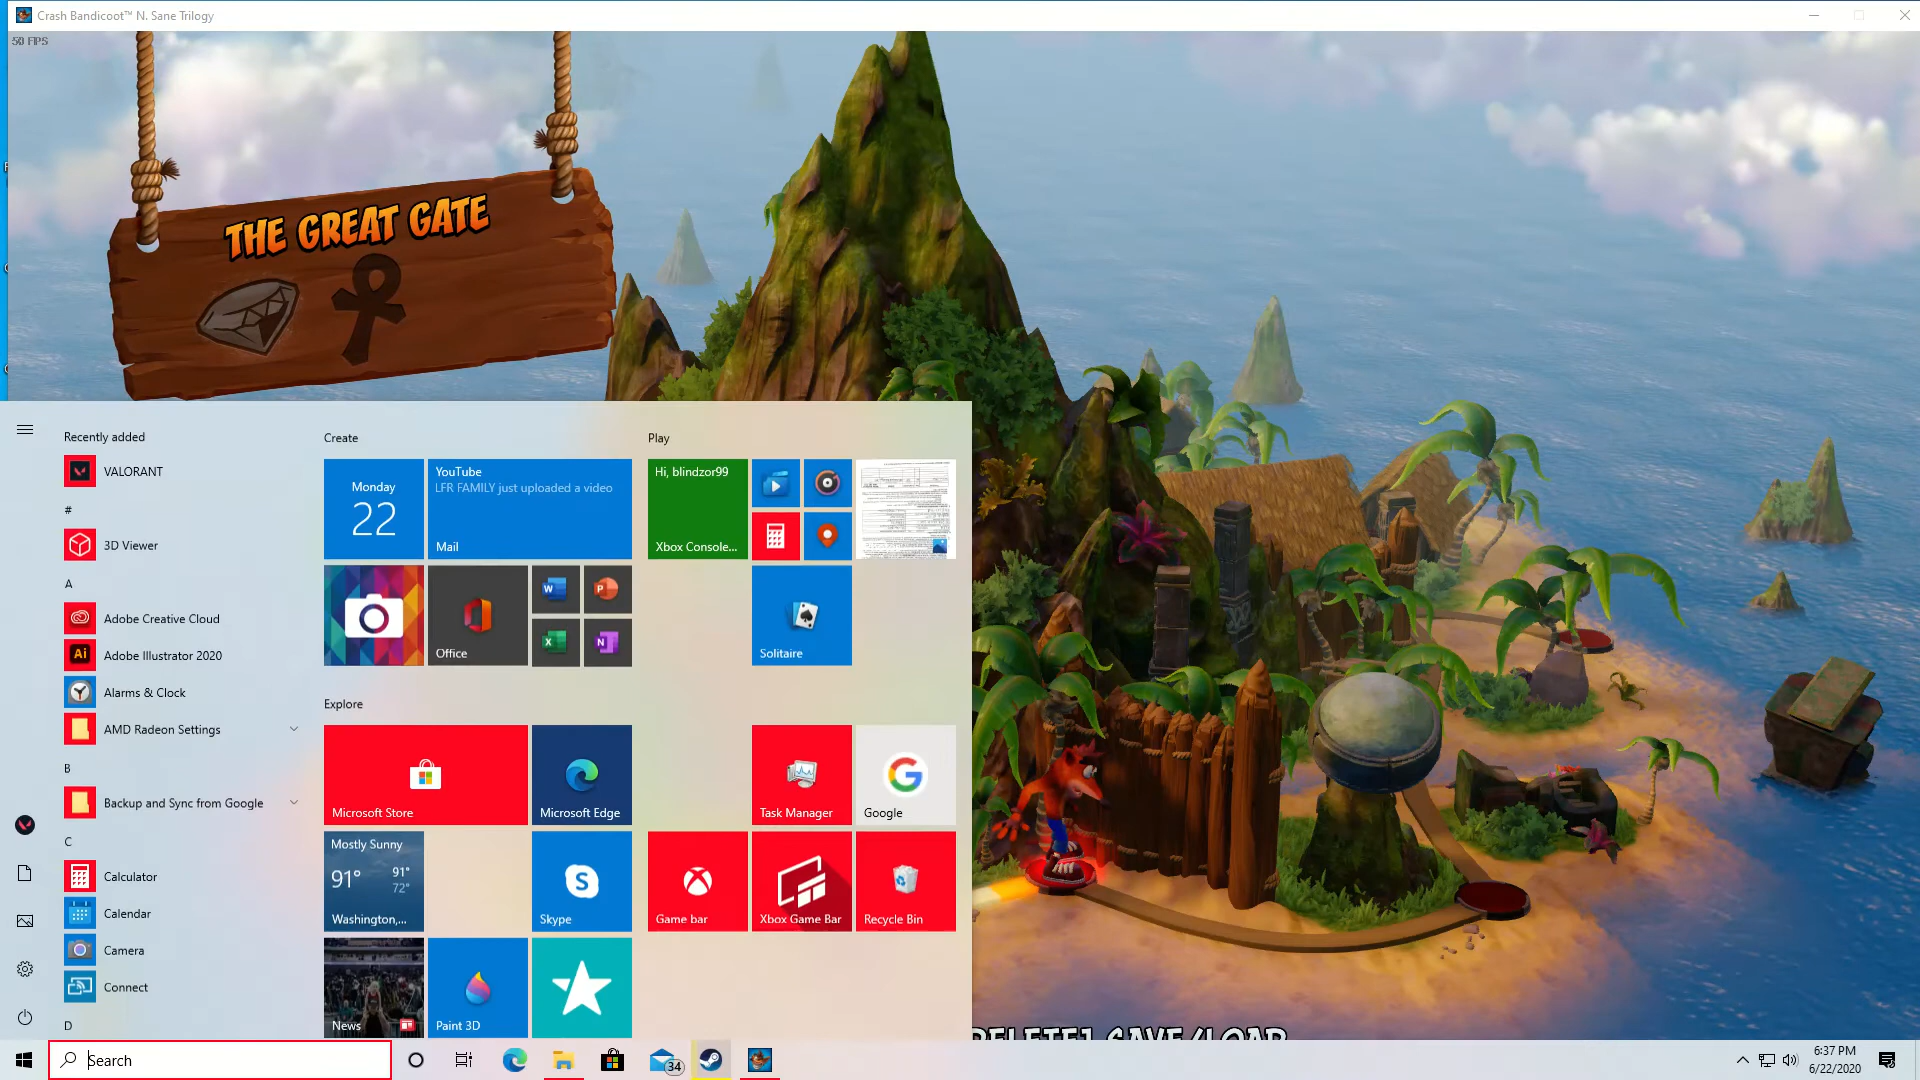 Crash Bandicoot™ N. Sane Trilogy
50 FPS
THE GREAT GATE
Recently added
VALORANT
#
3D Viewer
A
Adobe Creative Cloud
Ai
Adobe Illustrator 2020
Alarms & Clock
AMD Radeon Settings
B
Backup and Sync from Google
C
Calculator
Calendar
Camera
Connect
D
Create
Monday
22
YouTube
LFR FAMILY just uploaded a video
Mail
Office
W
P
X
N
Explore
Microsoft Store
Microsoft Edge
Mostly Sunny
91°
91°
72°
Washington,...
S
Skype
News
Paint 3D
Play
Hi, blindzor99
Xbox Console...
Solitaire
Task Manager
G
Google
Game bar
Xbox Game Bar
Recycle Bin
[DELETE] SAVE/LOAD
Search
34
6:37 PM
6/22/2020